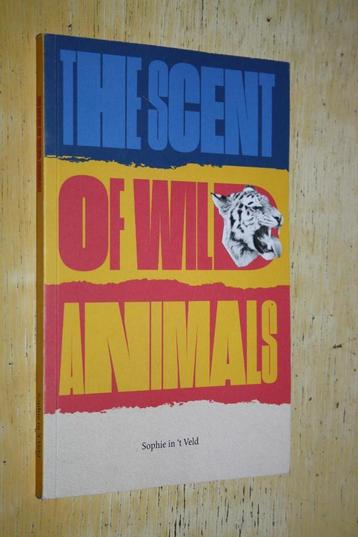 THE SCENT
OF WILD
ANIMALS
Sophie in 't Veld